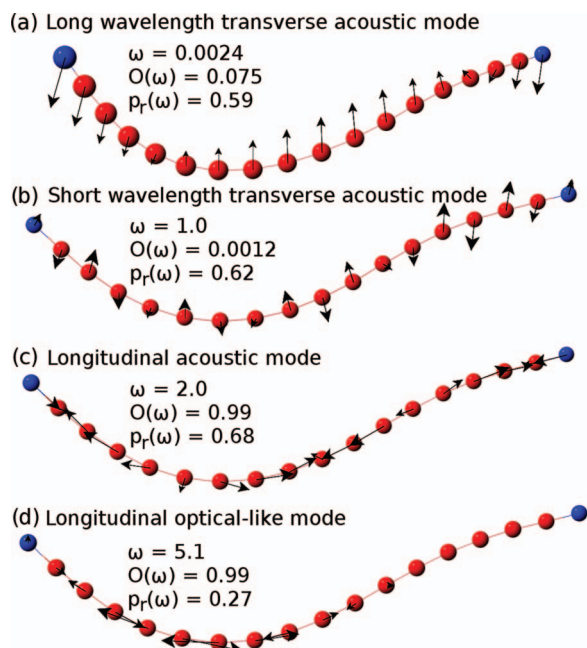 (a) Long wavelength transverse acoustic mode
ω = 0.0024
O(ω) = 0.075
pr(ω) = 0.59
(b) Short wavelength transverse acoustic mode
ω = 1.0
O(ω) = 0.0012
pr(ω) = 0.62
(c) Longitudinal acoustic mode
ω = 2.0
O(ω) = 0.99
pr(ω) = 0.68
(d) Longitudinal optical-like mode
ω = 5.1
O(ω) = 0.99
pr(ω) = 0.27